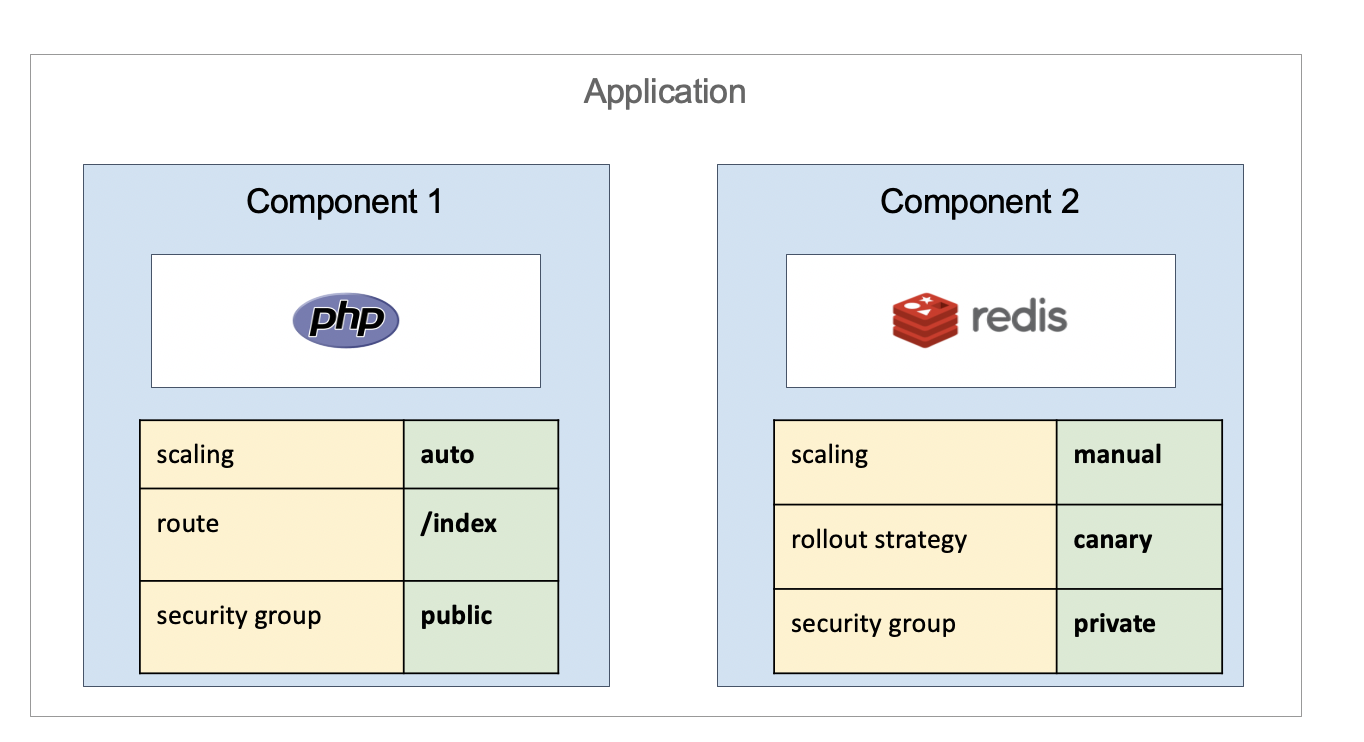 Application
Component 1
php
scaling auto
route /index
security group public
Component 2
redis
scaling manual
rollout strategy canary
security group private